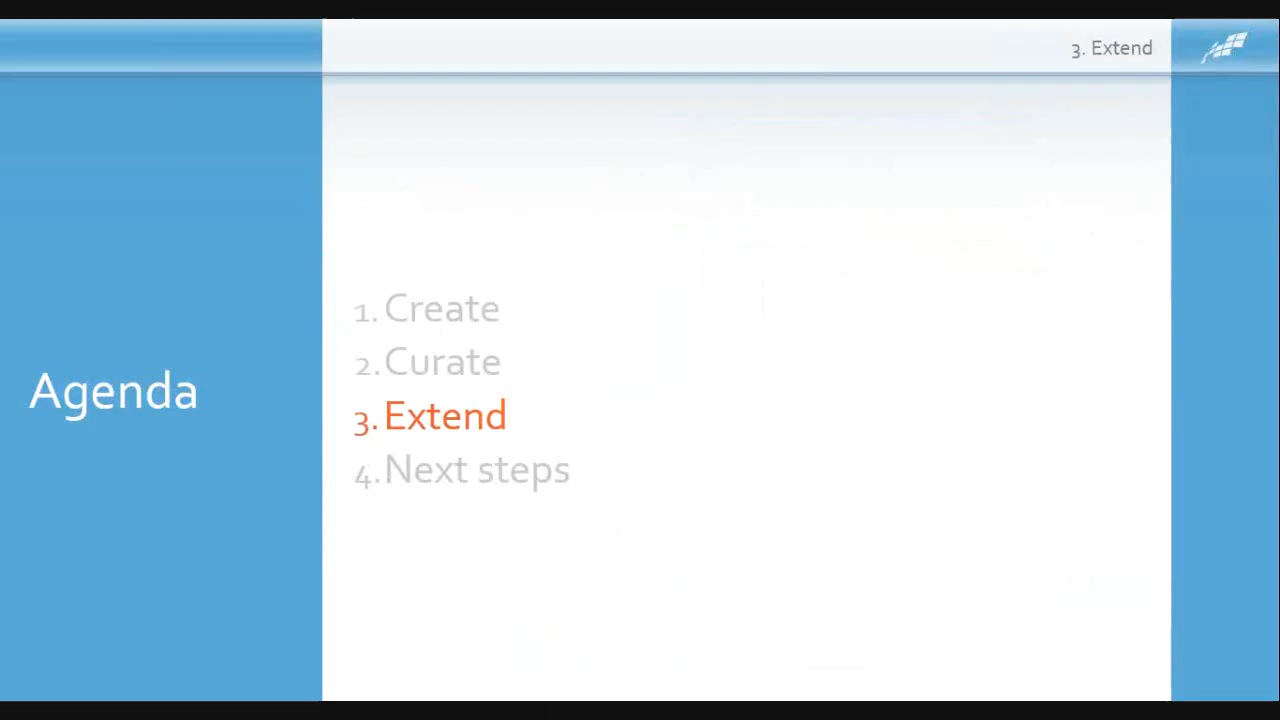 3. Extend
Agenda
1. Create
2. Curate
3. Extend
4. Next steps